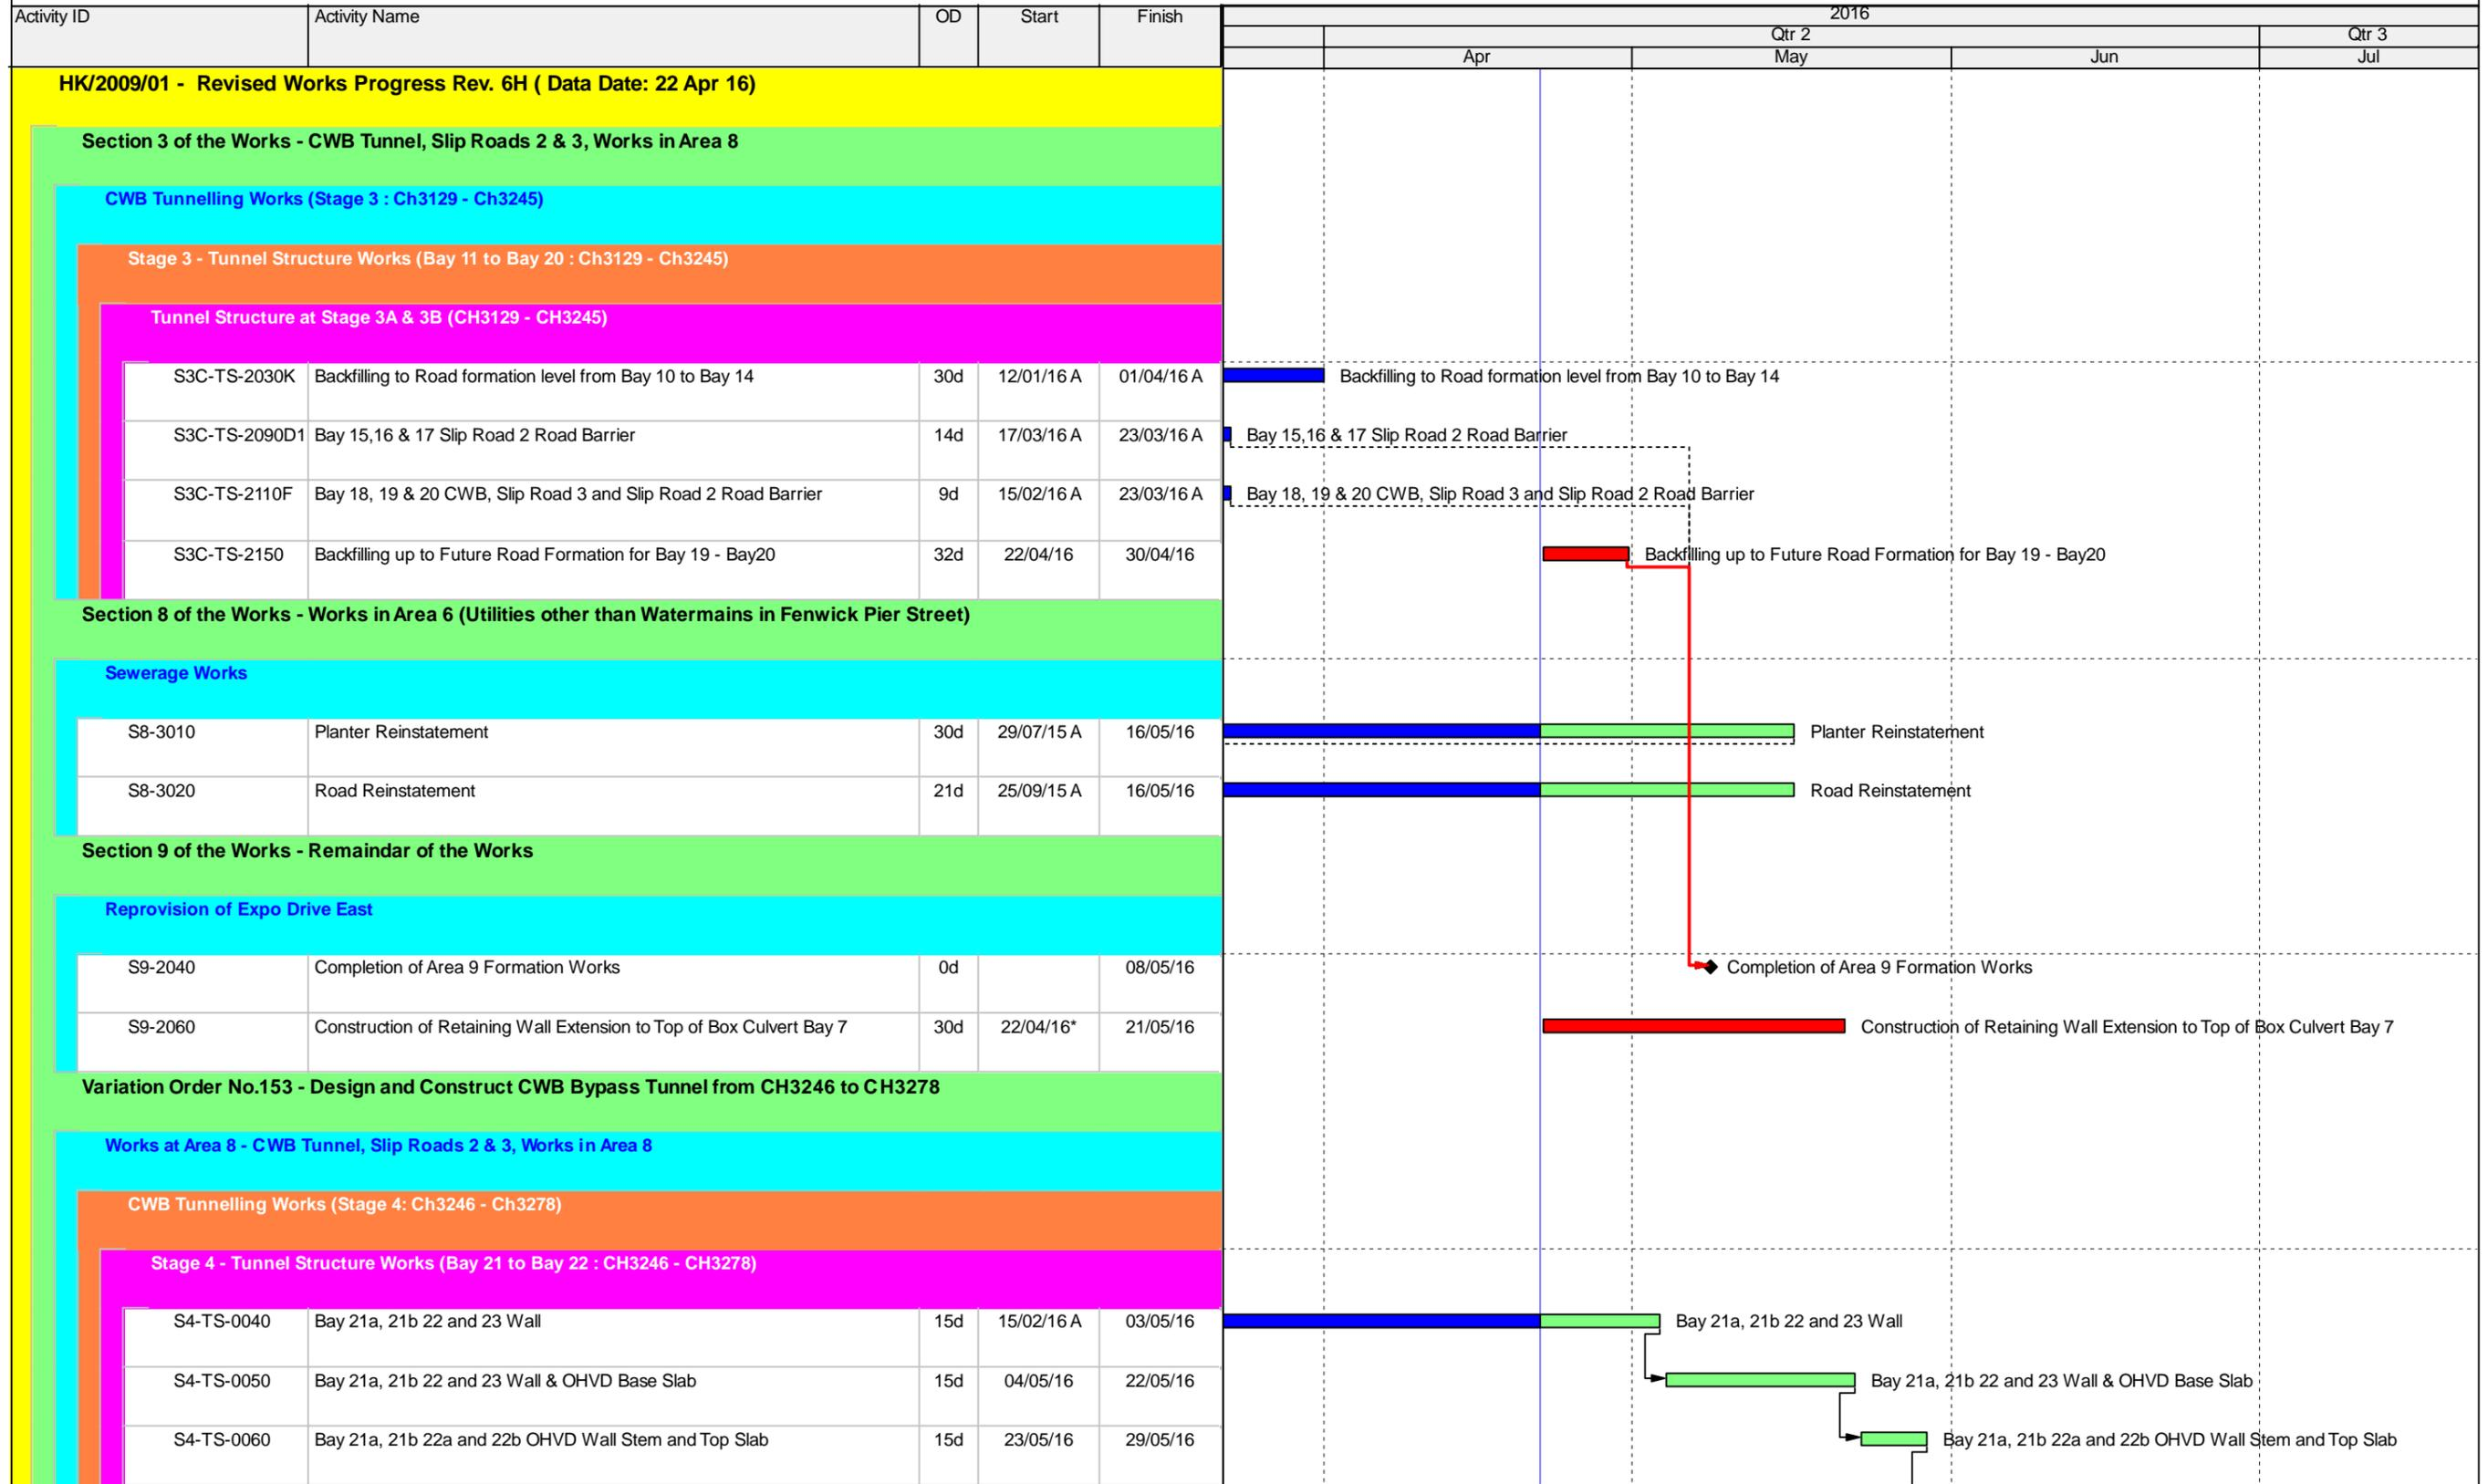 Activity ID Activity Name OD Start Finish 2016
Qtr 2 Qtr 3
Apr May Jun Jul
HK/2009/01 - Revised Works Progress Rev. 6H ( Data Date: 22 Apr 16)
Section 3 of the Works - CWB Tunnel, Slip Roads 2 & 3, Works in Area 8
CWB Tunnelling Works (Stage 3 : Ch3129 - Ch3245)
Stage 3 - Tunnel Structure Works (Bay 11 to Bay 20 : Ch3129 - Ch3245)
Tunnel Structure at Stage 3A & 3B (CH3129 - CH3245)
S3C-TS-2030K Backfilling to Road formation level from Bay 10 to Bay 14 30d 12/01/16 A 01/04/16 A Backfilling to Road formation level from Bay 10 to Bay 14
S3C-TS-2090D1 Bay 15,16 & 17 Slip Road 2 Road Barrier 14d 17/03/16 A 23/03/16 A Bay 15,16 & 17 Slip Road 2 Road Barrier
S3C-TS-2110F Bay 18, 19 & 20 CWB, Slip Road 3 and Slip Road 2 Road Barrier 9d 15/02/16 A 23/03/16 A Bay 18, 19 & 20 CWB, Slip Road 3 and Slip Road 2 Road Barrier
S3C-TS-2150 Backfilling up to Future Road Formation for Bay 19 - Bay20 32d 22/04/16 30/04/16 Backfilling up to Future Road Formation for Bay 19 - Bay20
Section 8 of the Works - Works in Area 6 (Utilities other than Watermains in Fenwick Pier Street)
Sewerage Works
S8-3010 Planter Reinstatement 30d 29/07/15 A 16/05/16 Planter Reinstatement
S8-3020 Road Reinstatement 21d 25/09/15 A 16/05/16 Road Reinstatement
Section 9 of the Works - Remaindar of the Works
Reprovision of Expo Drive East
S9-2040 Completion of Area 9 Formation Works 0d 08/05/16 Completion of Area 9 Formation Works
S9-2060 Construction of Retaining Wall Extension to Top of Box Culvert Bay 7 30d 22/04/16* 21/05/16 Construction of Retaining Wall Extension to Top of Box Culvert Bay 7
Variation Order No.153 - Design and Construct CWB Bypass Tunnel from CH3246 to CH3278
Works at Area 8 - CWB Tunnel, Slip Roads 2 & 3, Works in Area 8
CWB Tunnelling Works (Stage 4: Ch3246 - Ch3278)
Stage 4 - Tunnel Structure Works (Bay 21 to Bay 22 : CH3246 - CH3278)
S4-TS-0040 Bay 21a, 21b 22 and 23 Wall 15d 15/02/16 A 03/05/16 Bay 21a, 21b 22 and 23 Wall
S4-TS-0050 Bay 21a, 21b 22 and 23 Wall & OHVD Base Slab 15d 04/05/16 22/05/16 Bay 21a, 21b 22 and 23 Wall & OHVD Base Slab
S4-TS-0060 Bay 21a, 21b 22a and 22b OHVD Wall Stem and Top Slab 15d 23/05/16 29/05/16 Bay 21a, 21b 22a and 22b OHVD Wall Stem and Top Slab